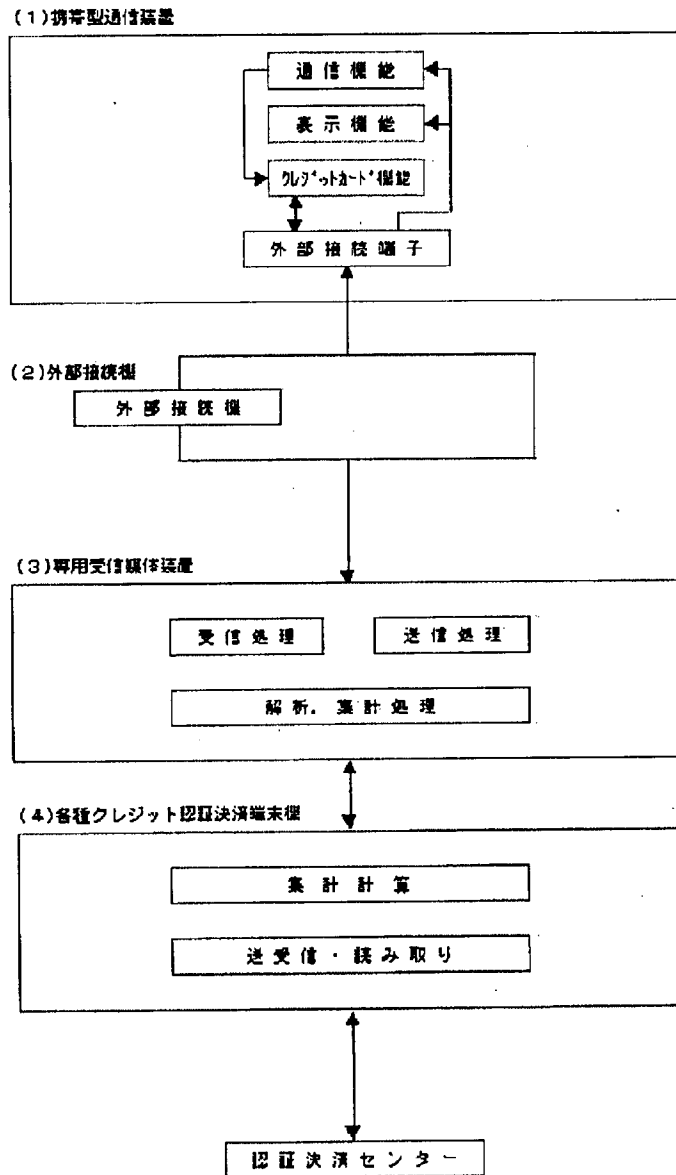 (1)携帯型通信装置
通信機能
表示機能
クレジットカード機能
外部接続端子
(2)外部接続機
外部接続機
(3)専用受信媒体装置
受信処理
送信処理
解析.集計処理
(4)各種クレジット認証決済端末機
集計計算
送受信・読み取り
認証決済センター